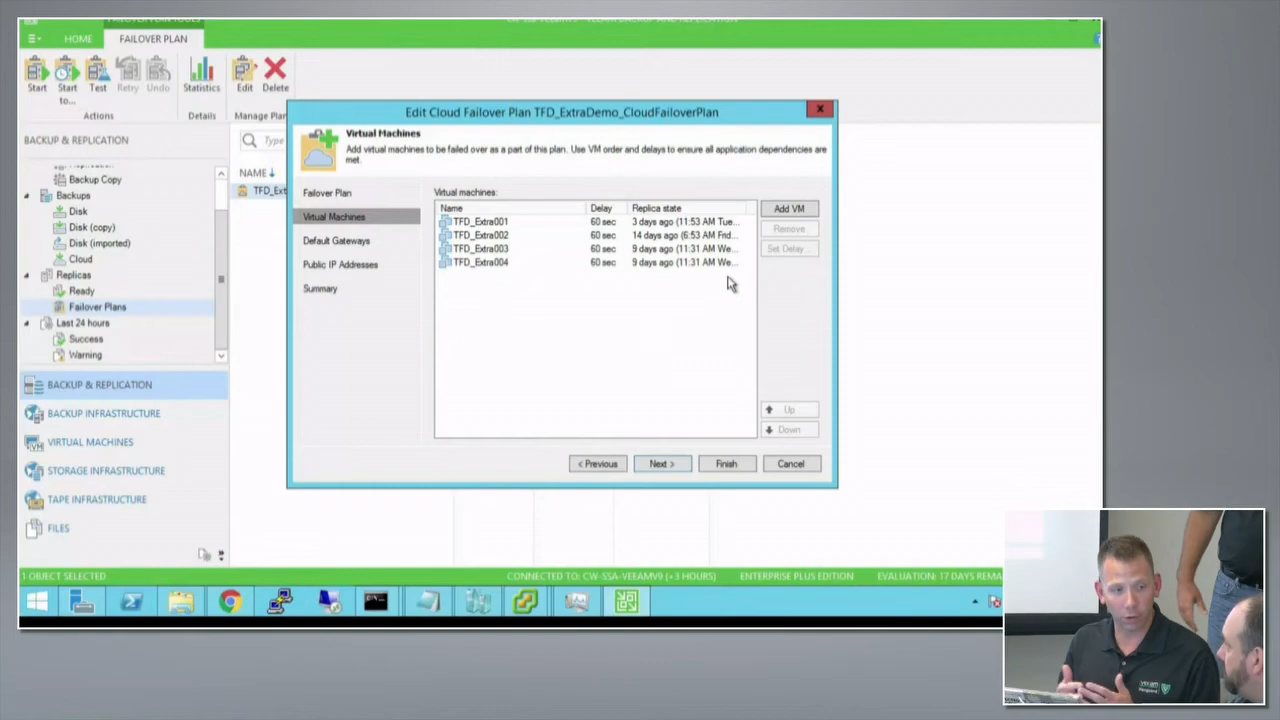 HOME
FAILOVER PLAN
Start
Start to...
Test
Retry
Undo
Statistics
Edit
Delete
Actions
Details
Manage Plan
BACKUP & REPLICATION
Backup Copy
Backups
Disk
Disk (copy)
Disk (imported)
Cloud
Replicas
Ready
Failover Plans
Last 24 hours
Success
Warning
BACKUP & REPLICATION
BACKUP INFRASTRUCTURE
VIRTUAL MACHINES
STORAGE INFRASTRUCTURE
TAPE INFRASTRUCTURE
FILES
Type
NAME
TFD_Ext
Edit Cloud Failover Plan TFD_ExtraDemo_CloudFailoverPlan
Virtual Machines
Add virtual machines to be failed over as a part of this plan. Use VM order and delays to ensure all application dependencies are
met.
Failover Plan
Virtual Machines
Default Gateways
Public IP Addresses
Summary
Virtual machines:
Name Delay Replica state
TFD_Extra001 60 sec 3 days ago (11:53 AM Tue...
TFD_Extra002 60 sec 14 days ago (6:53 AM Frid...
TFD_Extra003 60 sec 9 days ago (11:31 AM We...
TFD_Extra004 60 sec 9 days ago (11:31 AM We...
Add VM
Remove
Set Delay
Up
Down
< Previous
Next >
Finish
Cancel
1 OBJECT SELECTED
CONNECTED TO: CW-SSA-VEEAMV9 (+3 HOURS)
ENTERPRISE PLUS EDITION
EVALUATION: 17 DAYS REMA
veeam